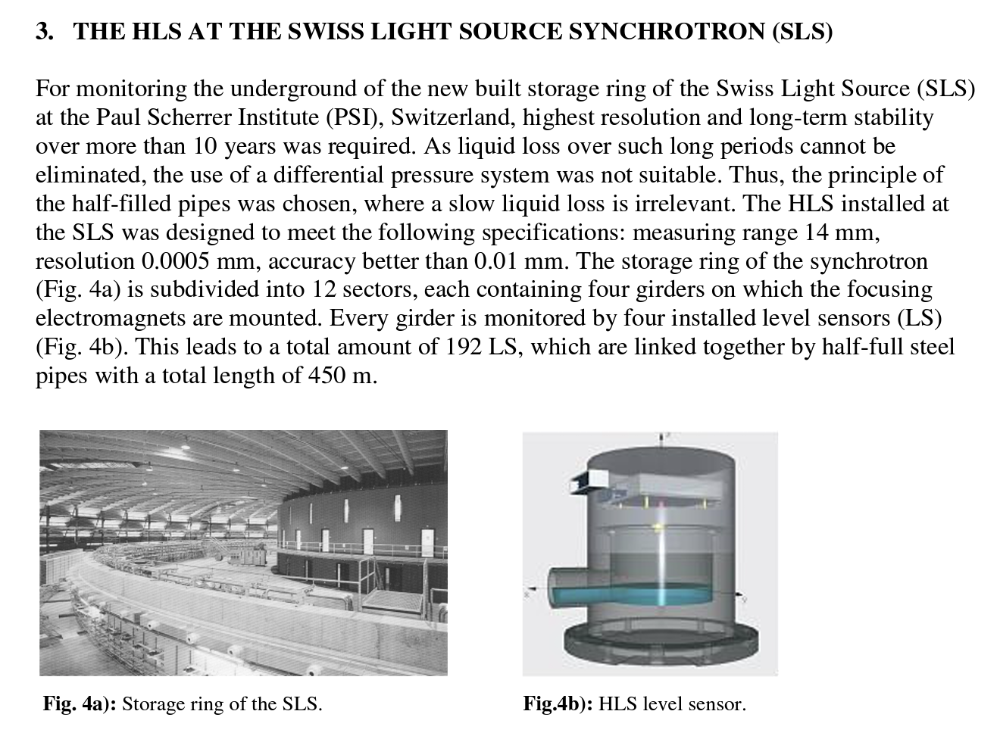 3. THE HLS AT THE SWISS LIGHT SOURCE SYNCHROTRON (SLS)
For monitoring the underground of the new built storage ring of the Swiss Light Source (SLS)
at the Paul Scherrer Institute (PSI), Switzerland, highest resolution and long-term stability
over more than 10 years was required. As liquid loss over such long periods cannot be
eliminated, the use of a differential pressure system was not suitable. Thus, the principle of
the half-filled pipes was chosen, where a slow liquid loss is irrelevant. The HLS installed at
the SLS was designed to meet the following specifications: measuring range 14 mm,
resolution 0.0005 mm, accuracy better than 0.01 mm. The storage ring of the synchrotron
(Fig. 4a) is subdivided into 12 sectors, each containing four girders on which the focusing
electromagnets are mounted. Every girder is monitored by four installed level sensors (LS)
(Fig. 4b). This leads to a total amount of 192 LS, which are linked together by half-full steel
pipes with a total length of 450 m.
Fig. 4a): Storage ring of the SLS.
Fig.4b): HLS level sensor.